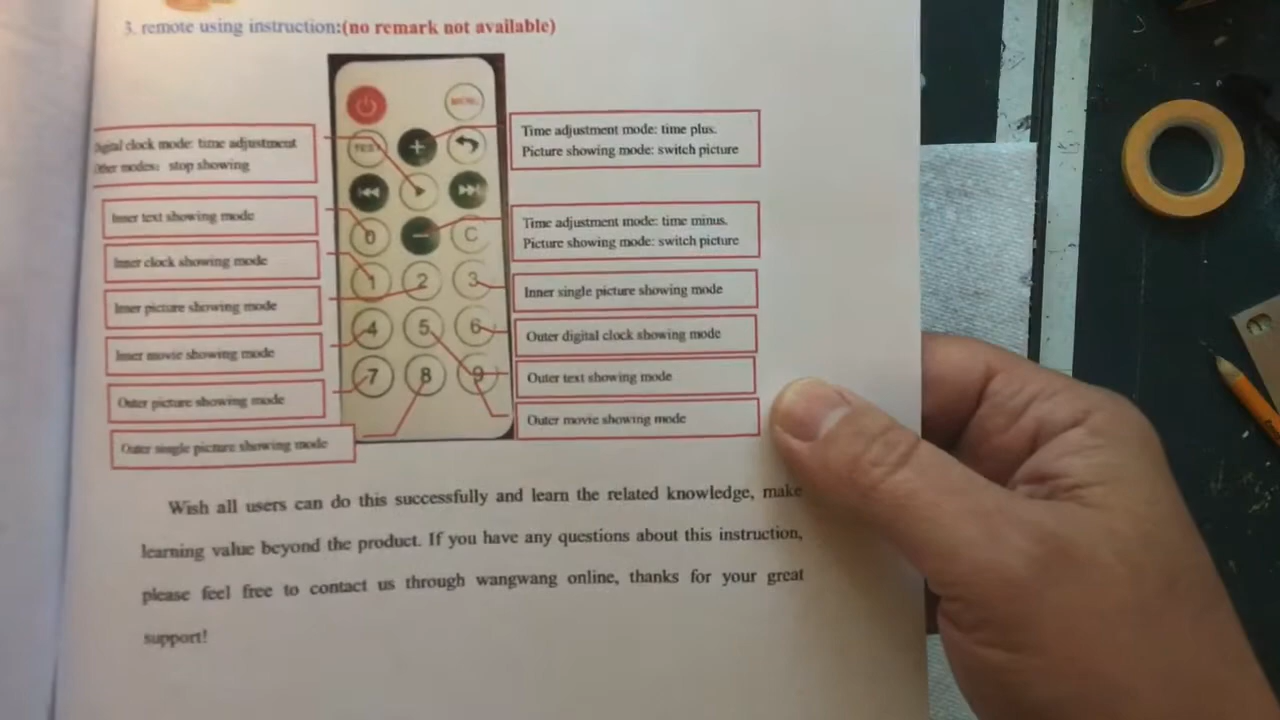 3. remote using instruction:(no remark not available)
Digital clock mode: time adjustment
Other modes: stop showing
Inner text showing mode
Inner clock showing mode
Inner picture showing mode
Inner movie showing mode
Outer picture showing mode
Outer single picture showing mode
MENU
TEST
+
−
0
C
1
2
3
4
5
6
7
8
9
Time adjustment mode: time plus.
Picture showing mode: switch picture
Time adjustment mode: time minus.
Picture showing mode: switch picture
Inner single picture showing mode
Outer digital clock showing mode
Outer text showing mode
Outer movie showing mode
Wish all users can do this successfully and learn the related knowledge, make
learning value beyond the product. If you have any questions about this instruction,
please feel free to contact us through wangwang online, thanks for your great
support!